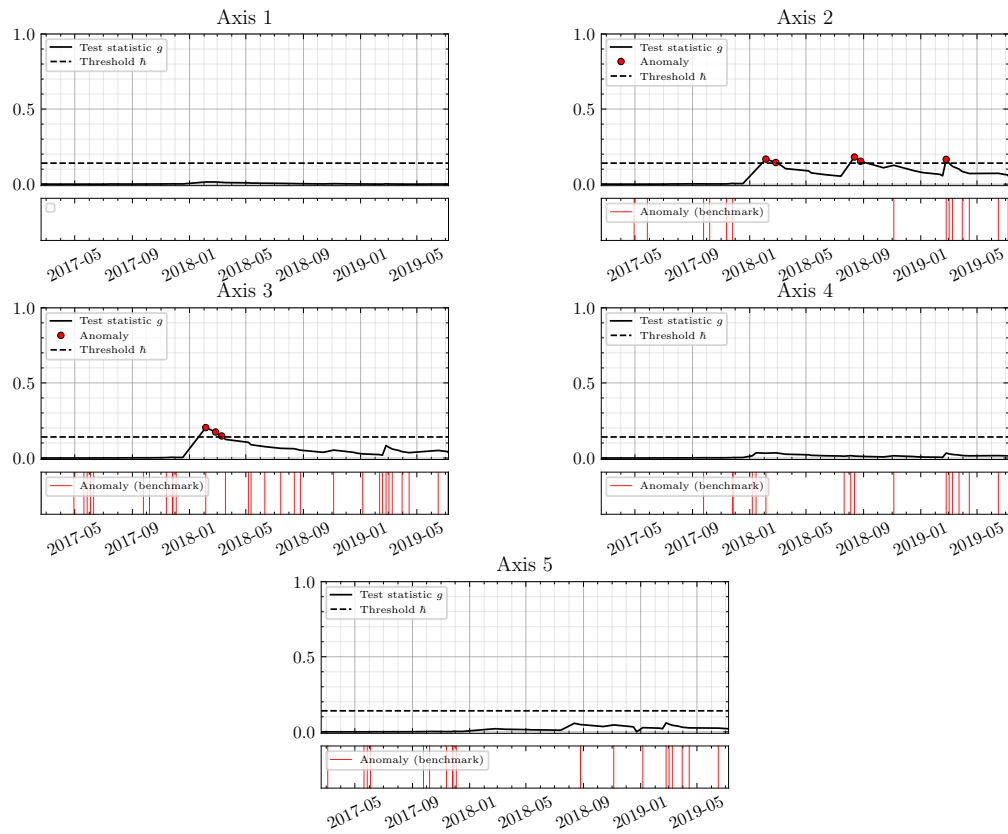 Axis 1
1.0
0.5
0.0
Test statistic g
Threshold ℏ
2017-05
2017-09
2018-01
2018-05
2018-09
2019-01
2019-05
Axis 2
1.0
0.5
0.0
Test statistic g
Anomaly
Threshold ℏ
Anomaly (benchmark)
2017-05
2017-09
2018-01
2018-05
2018-09
2019-01
2019-05
Axis 3
1.0
0.5
0.0
Test statistic g
Anomaly
Threshold ℏ
Anomaly (benchmark)
2017-05
2017-09
2018-01
2018-05
2018-09
2019-01
2019-05
Axis 4
1.0
0.5
0.0
Test statistic g
Threshold ℏ
Anomaly (benchmark)
2017-05
2017-09
2018-01
2018-05
2018-09
2019-01
2019-05
Axis 5
1.0
0.5
0.0
Test statistic g
Threshold ℏ
Anomaly (benchmark)
2017-05
2017-09
2018-01
2018-05
2018-09
2019-01
2019-05